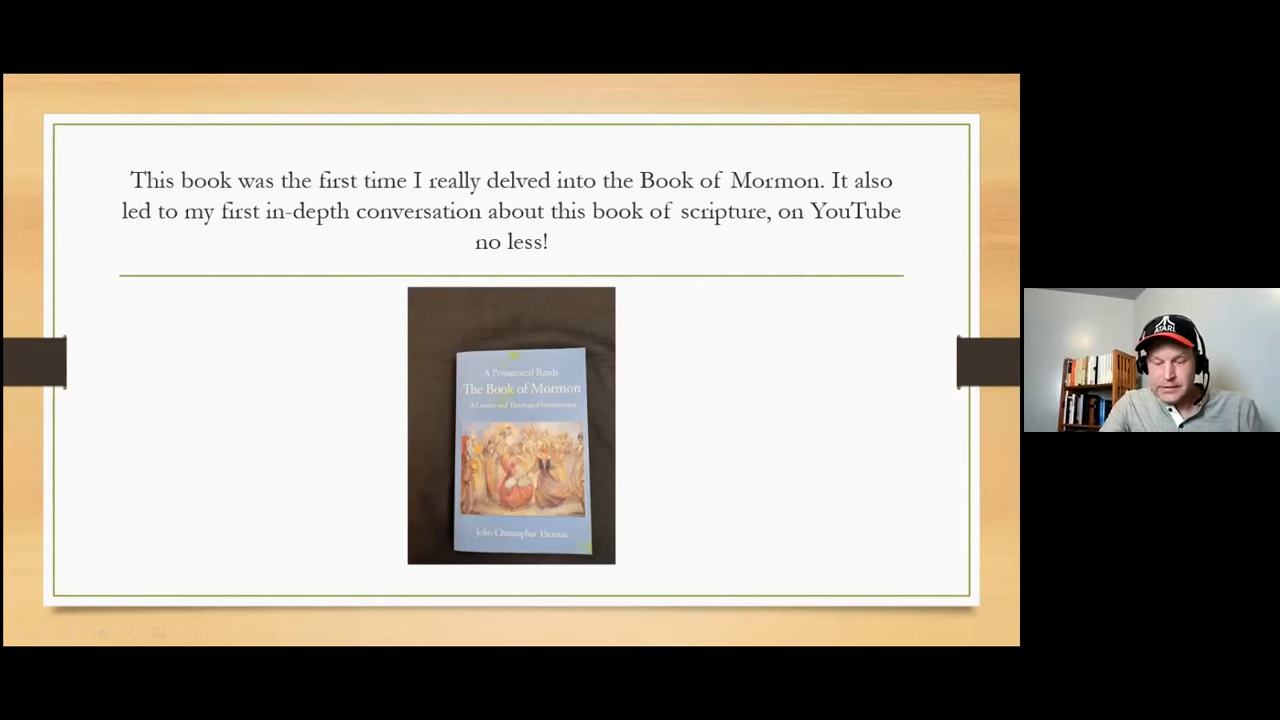 This book was the first time I really delved into the Book of Mormon. It also
led to my first in-depth conversation about this book of scripture, on YouTube
no less!
A Pentecostal Reads
The Book of Mormon
A Literary and Theological Introduction
John Christopher Thomas
ATARI